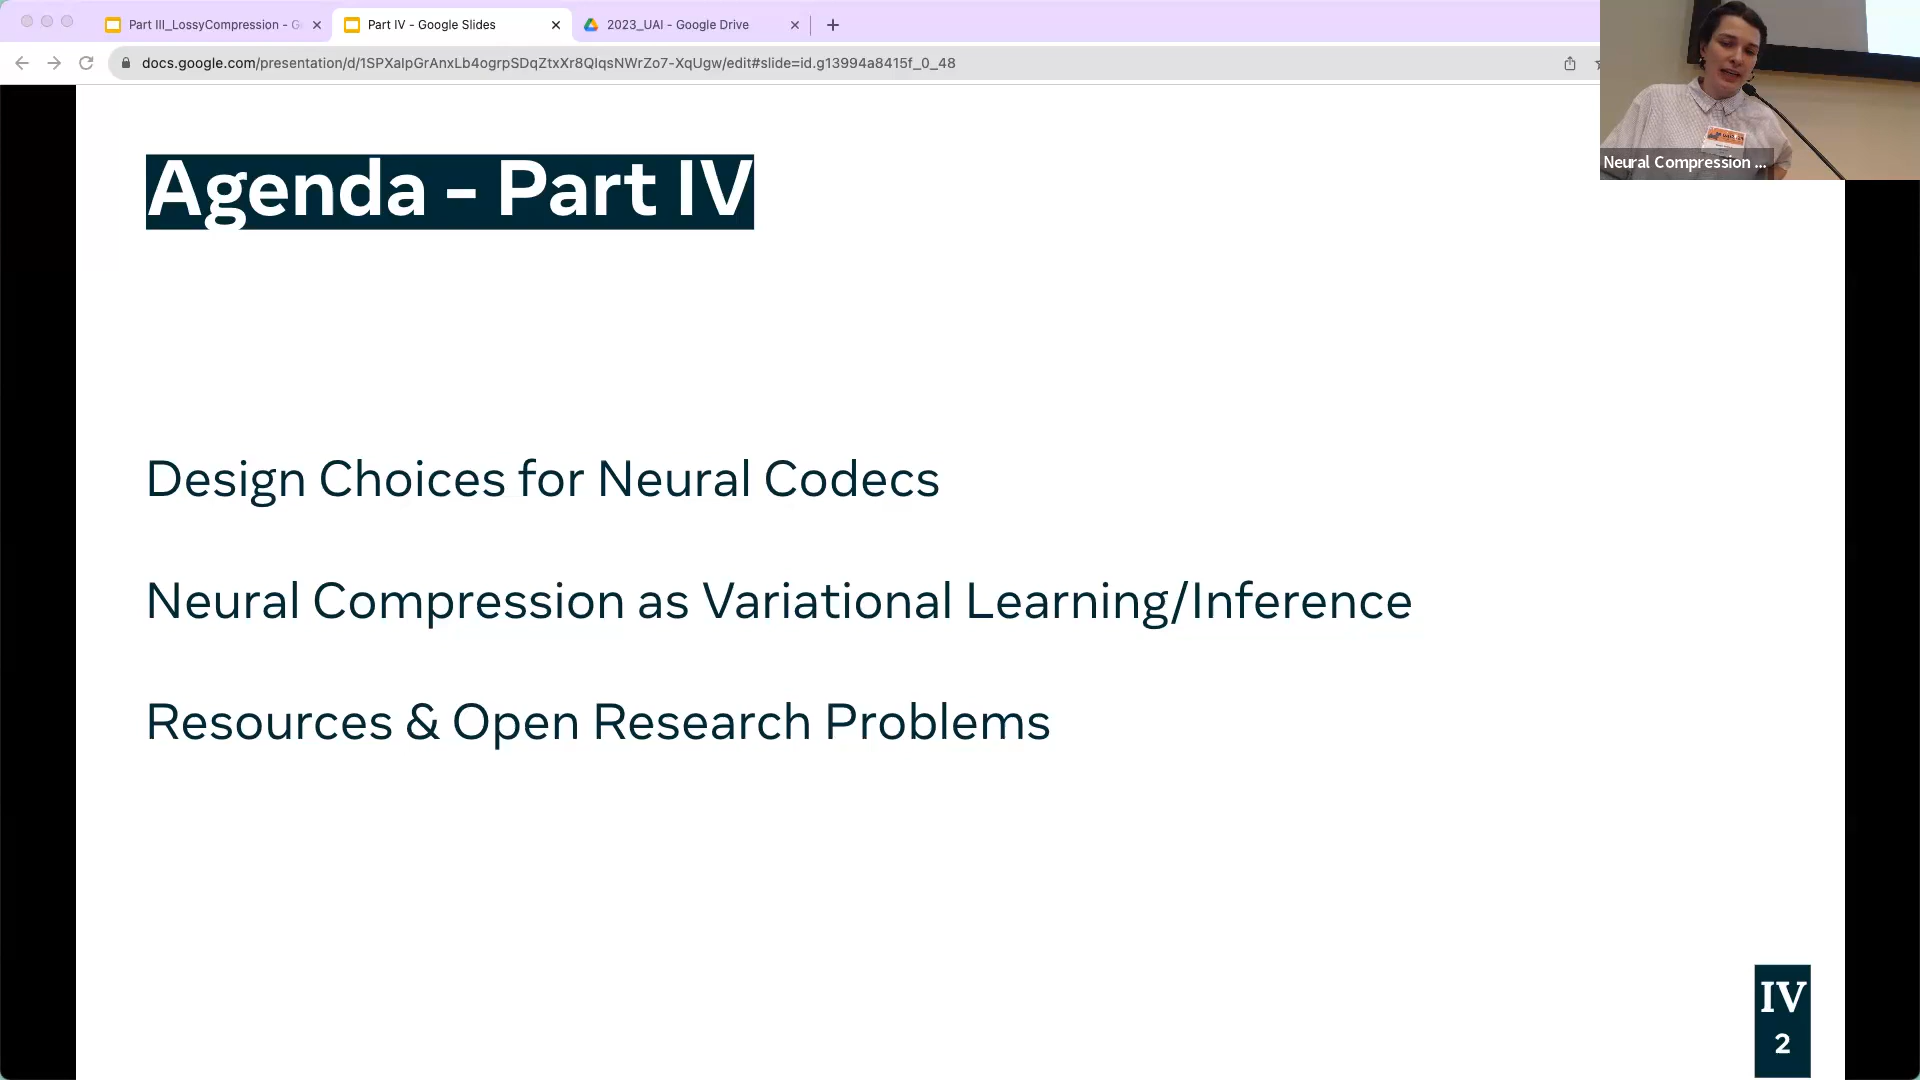 Part III_LossyCompression - G
Part IV - Google Slides
2023_UAI - Google Drive
docs.google.com/presentation/d/1SPXalpGrAnxLb4ogrpSDqZtxXr8QIqsNWrZo7-XqUgw/edit#slide=id.g13994a8415f_0_48
Neural Compression ...
Agenda - Part IV
Design Choices for Neural Codecs
Neural Compression as Variational Learning/Inference
Resources & Open Research Problems
IV
2